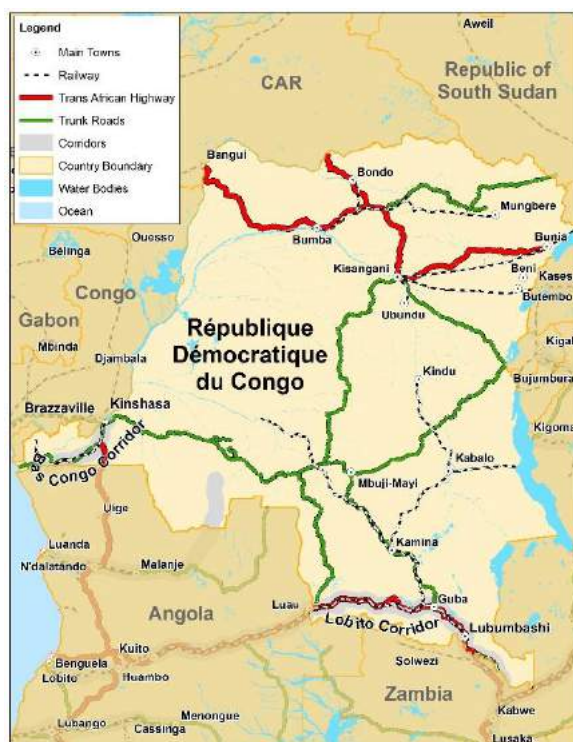 Legend
Main Towns
Railway
Trans African Highway
Trunk Roads
Corridors
Country Boundary
Water Bodies
Ocean
Aweil
CAR
Republic of
South Sudan
Bangui
Bondo
Mungbere
Bumba
Ouesso
Bunia
Belinga
Kisangani
Beni
Kases
Congo
Butembo
Ubundu
Gabon
République
Démocratique
du Congo
Kigal
Mbinda
Djambala
Kindu
Bujumbura
Brazzaville
Kinshasa
Kigoma
Bas Congo Corridor
Kabalo
Mbuji-Mayi
Uige
Kamina
Luanda
N'dalatando
Malanje
Angola
Luau
Guba
Lobito Corridor
Lubumbashi
Kuito
Solwezi
Benguela
Lobito
Huambo
Zambia
Kabwe
Menongue
Lubango
Cassinga
Lusaka